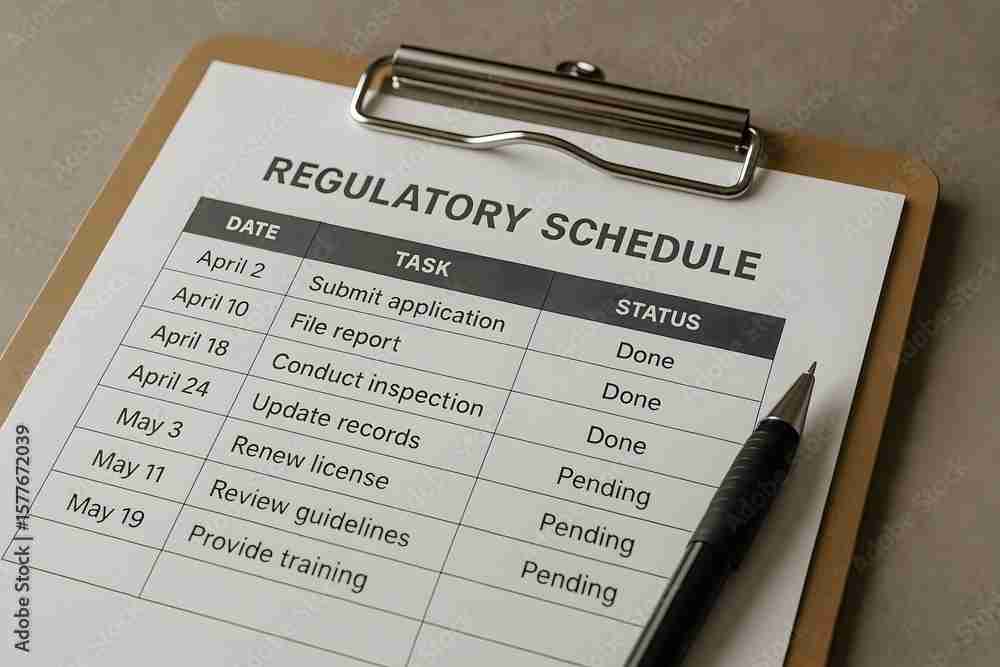 REGULATORY SCHEDULE
DATE TASK STATUS
April 2 Submit application Done
April 10 File report Done
April 18 Conduct inspection Done
April 24 Update records Pending
May 3 Renew license Pending
May 11 Review guidelines Pending
May 19 Provide training
Adobe Stock | #1577672039